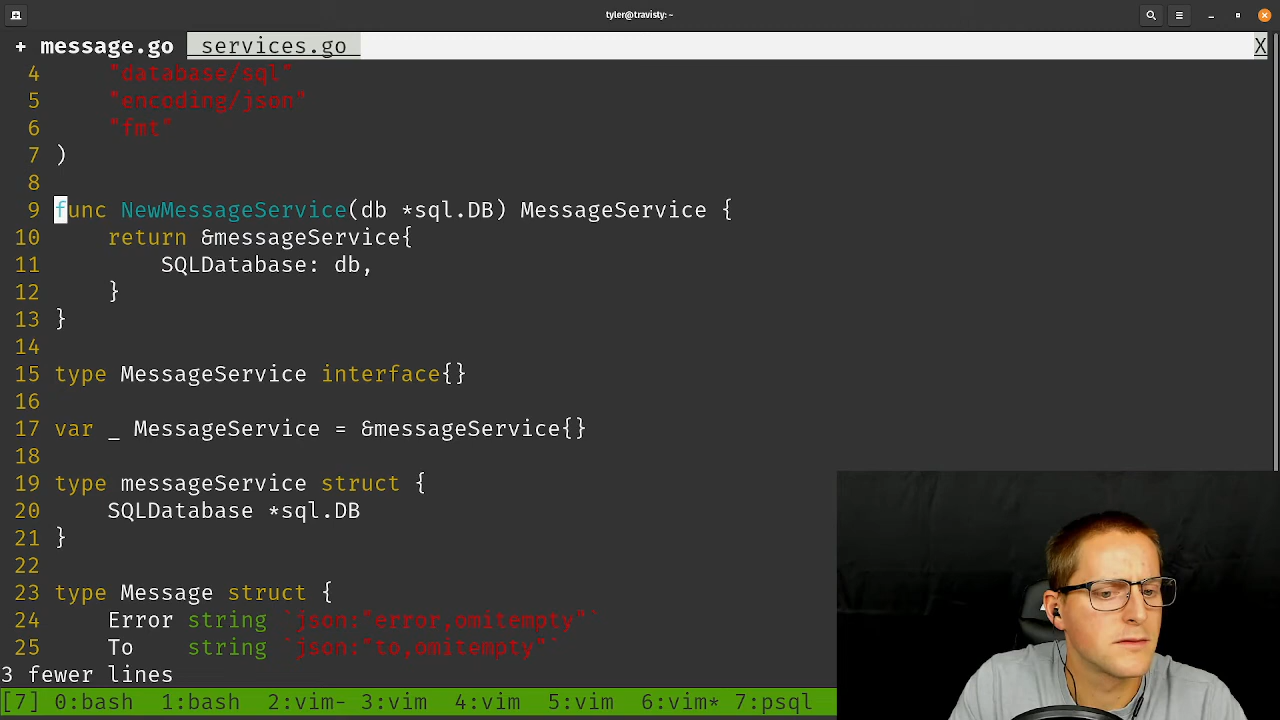 tyler@travisty:~
+ message.go services.go X
4 "database/sql"
5 "encoding/json"
6 "fmt"
7 )
8
9 func NewMessageService(db *sql.DB) MessageService {
10 return &messageService{
11 SQLDatabase: db,
12 }
13 }
14
15 type MessageService interface{}
16
17 var _ MessageService = &messageService{}
18
19 type messageService struct {
20 SQLDatabase *sql.DB
21 }
22
23 type Message struct {
24 Error string `json:"error,omitempty"`
25 To string `json:"to,omitempty"`
3 fewer lines
[7] 0:bash 1:bash 2:vim- 3:vim 4:vim 5:vim 6:vim* 7:psql